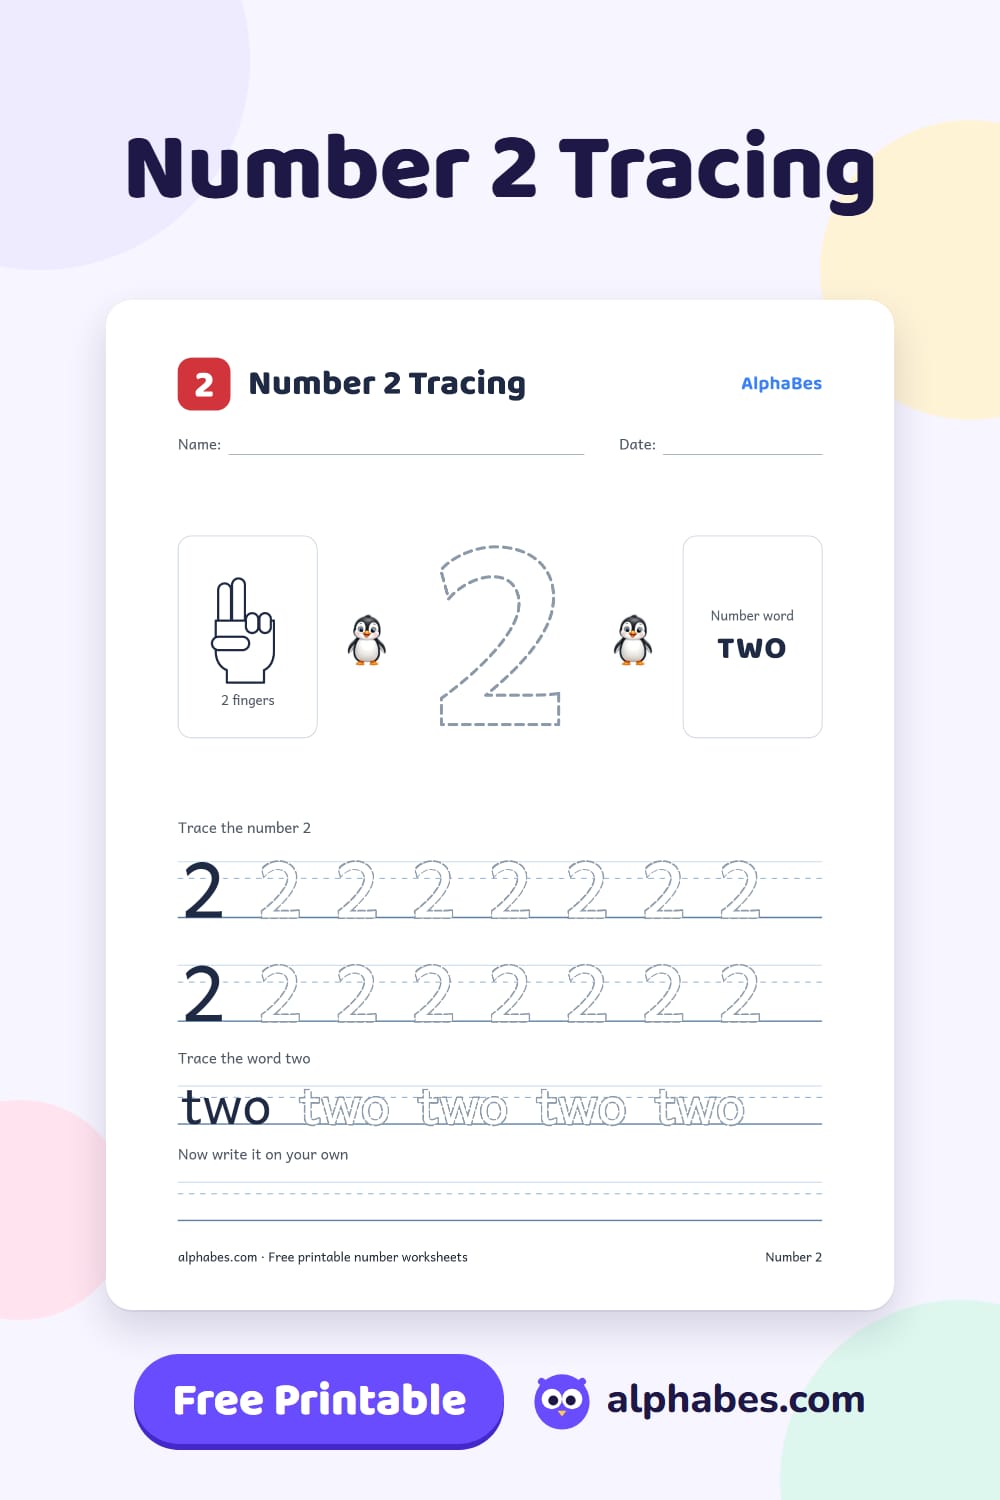 Number 2 Tracing
2 Number 2 Tracing AlphaBes
Name: Date:
2
2 fingers
Number word
TWO
Trace the number 2
2 2 2 2 2 2 2 2
2 2 2 2 2 2 2 2
Trace the word two
two two two two two
Now write it on your own
alphabes.com · Free printable number worksheets Number 2
Free Printable alphabes.com